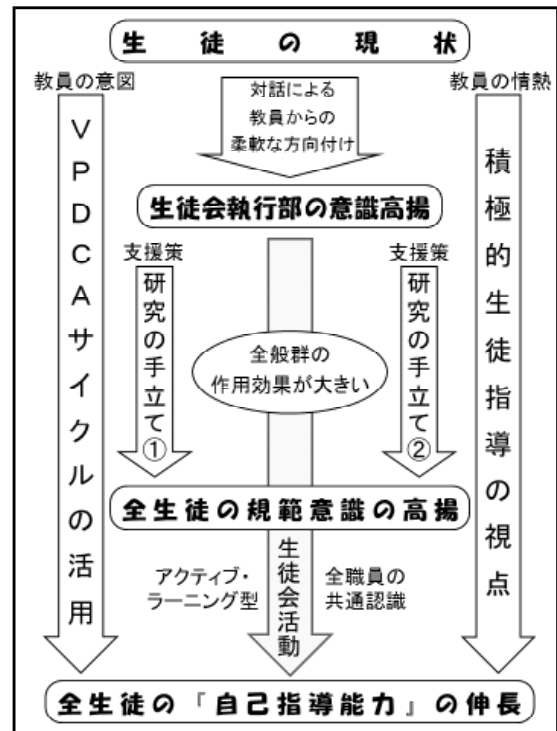 生徒の現状
教員の意図
教員の情熱
対話による
教員からの
柔軟な方向付け
VPDCAサイクルの活用
積極的生徒指導の視点
生徒会執行部の意識高揚
支援策
支援策
研究の手立て①
研究の手立て②
全般群の
作用効果が大きい
全生徒の規範意識の高揚
アクティブ・
ラーニング型
生徒会活動
全職員の
共通認識
全生徒の『自己指導能力』の伸長